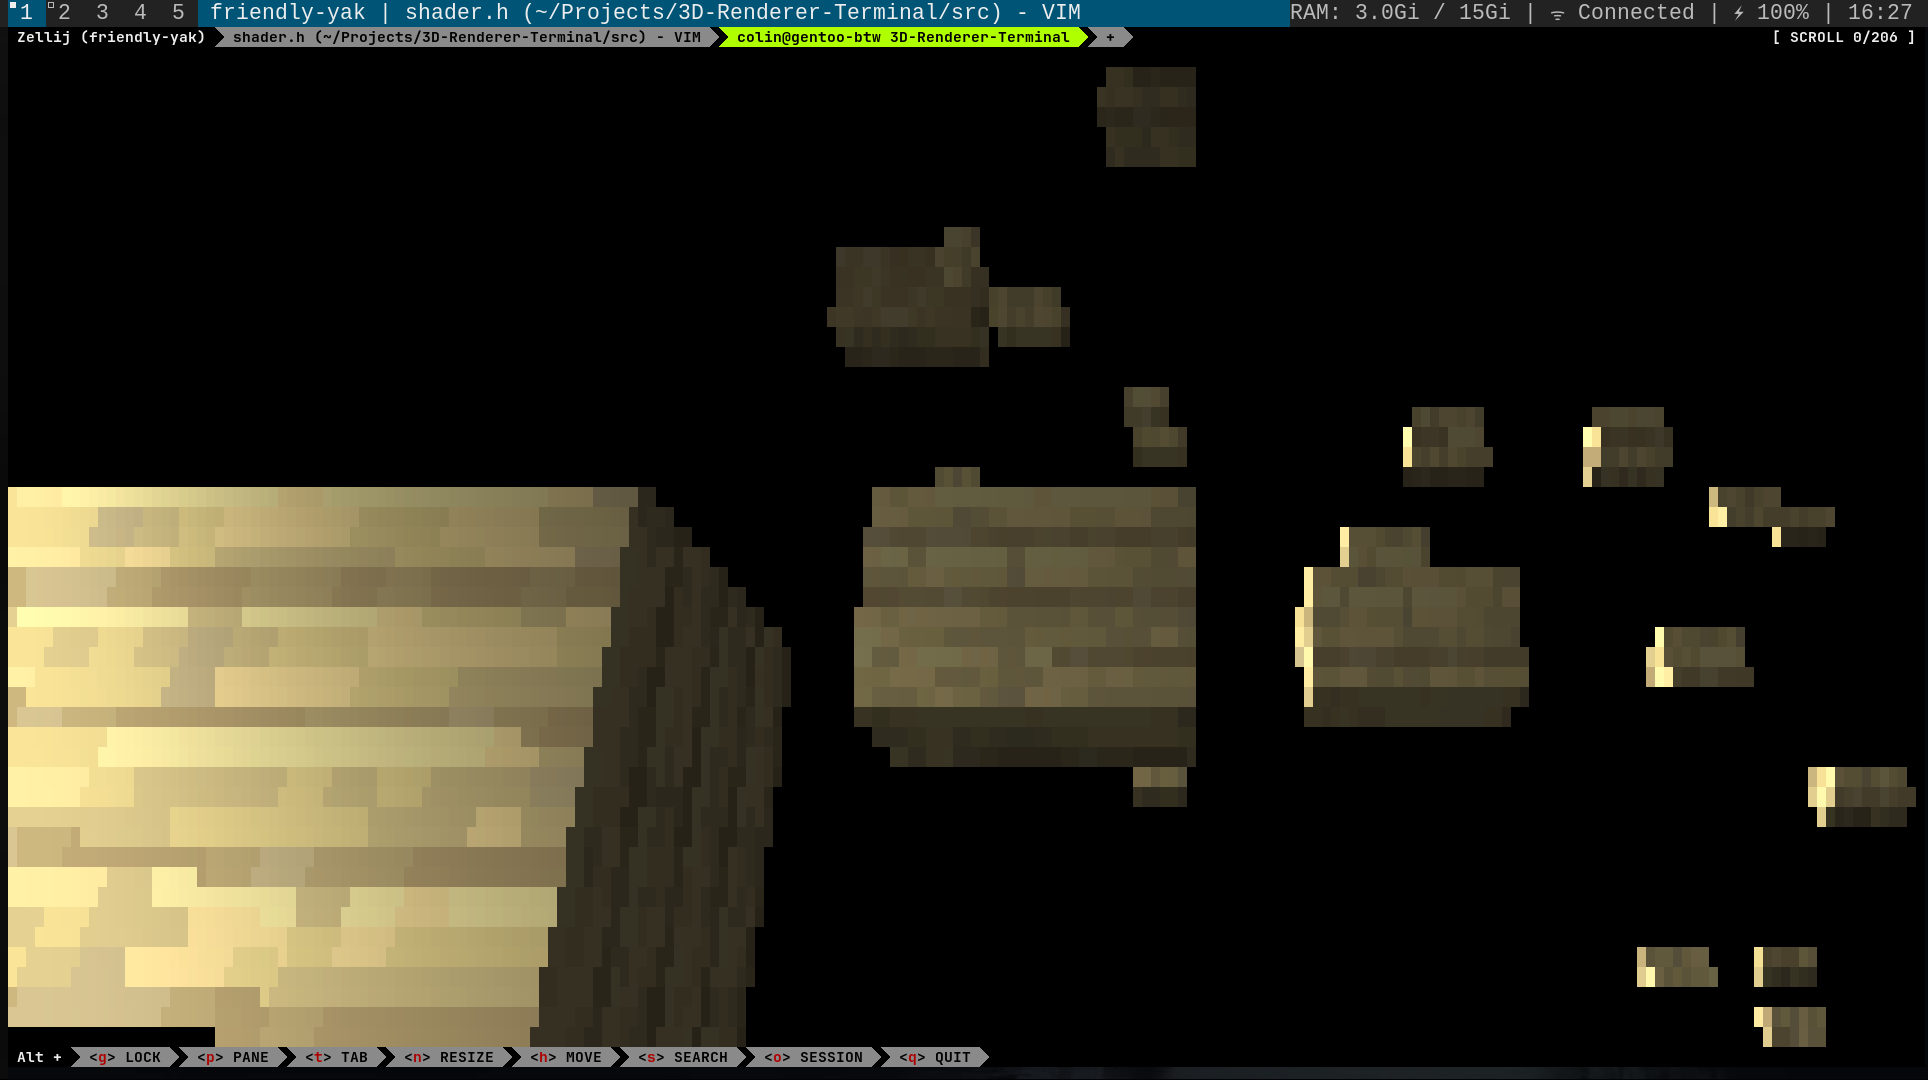 1 2 3 4 5 friendly-yak | shader.h (~/Projects/3D-Renderer-Terminal/src) - VIM RAM: 3.0Gi / 15Gi | Connected | 100% | 16:27
Zellij (friendly-yak) shader.h (~/Projects/3D-Renderer-Terminal/src) - VIM colin@gentoo-btw 3D-Renderer-Terminal + [ SCROLL 0/206 ]
Alt + <g> LOCK <p> PANE <t> TAB <n> RESIZE <h> MOVE <s> SEARCH <o> SESSION <q> QUIT